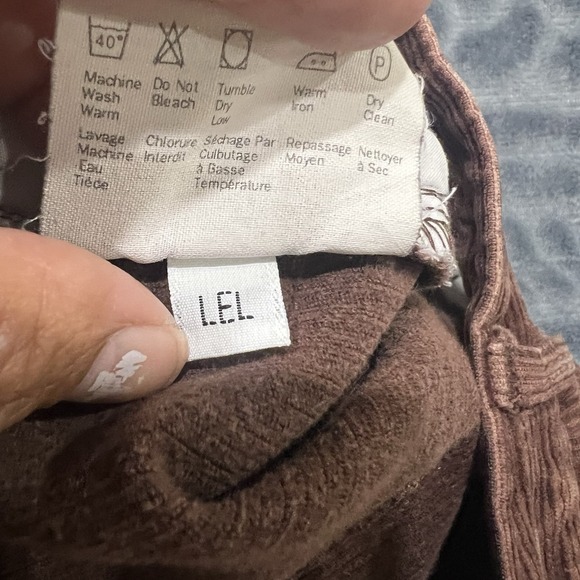 40° P
Machine Wash Warm
Do Not Bleach
Tumble Dry Low
Warm Iron
Dry Clean
Lavage Machine Eau Tiéde
Chlorure Interdit
Séchage Par Culbutage à Basse Température
Repassage Moyen
Nettoyer à Sec
LEL